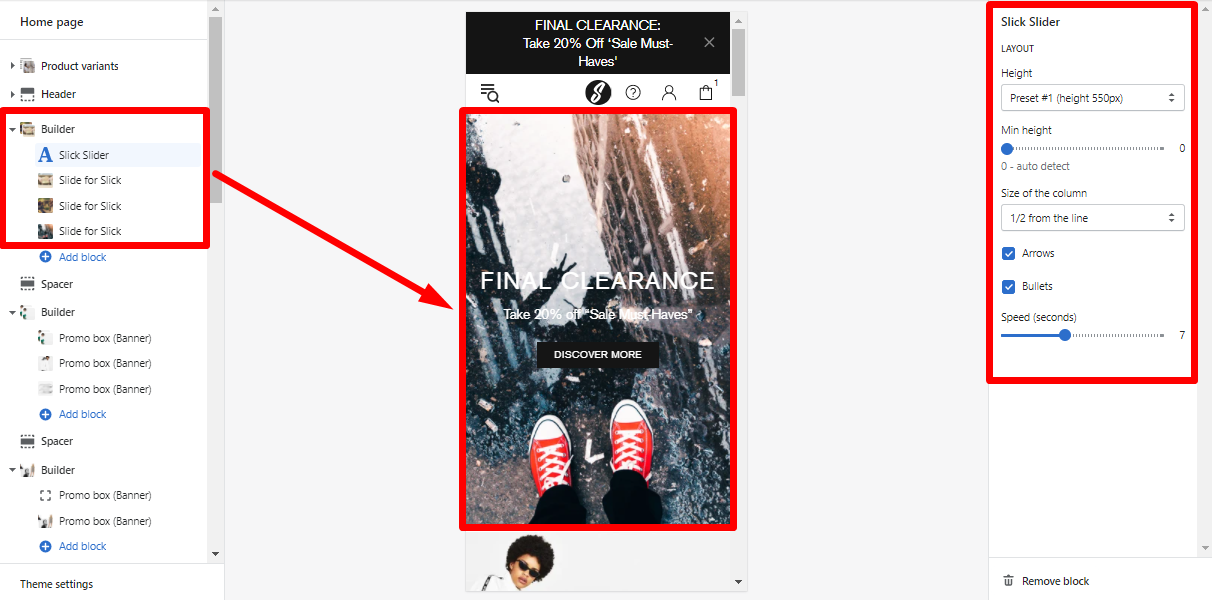 Home page
Product variants
Header
Builder
A Slick Slider
Slide for Slick
Slide for Slick
Slide for Slick
Add block
Spacer
Builder
Promo box (Banner)
Promo box (Banner)
Promo box (Banner)
Add block
Spacer
Builder
Promo box (Banner)
Promo box (Banner)
Add block
Theme settings
FINAL CLEARANCE:
Take 20% Off ‘Sale Must-
Haves'
1
FINAL CLEARANCE
Take 20% off “Sale Must-Haves”
DISCOVER MORE
Slick Slider
LAYOUT
Height
Preset #1 (height 550px)
Min height
0
0 - auto detect
Size of the column
1/2 from the line
Arrows
Bullets
Speed (seconds)
7
Remove block